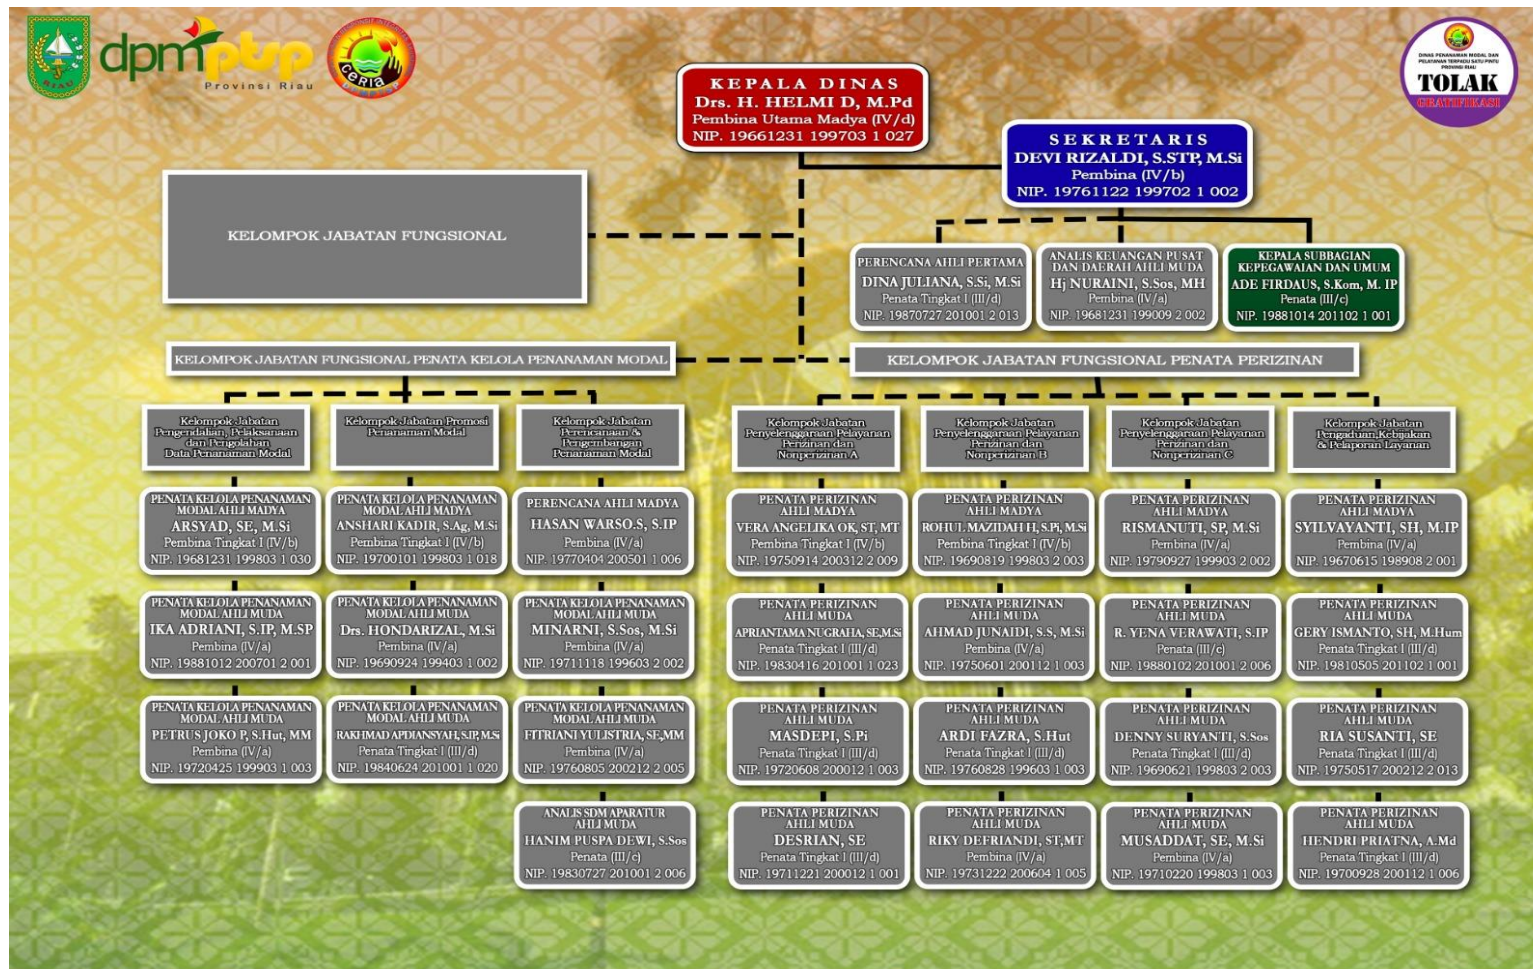 RIAU
dpmptsp
Provinsi Riau
CERIA
DPMPTSP
DINAS PENANAMAN MODAL DAN
PELAYANAN TERPADU SATU PINTU
PROVINSI RIAU
TOLAK
GRATIFIKASI
KEPALA DINAS
Drs. H. HELMI D, M.Pd
Pembina Utama Madya (IV/d)
NIP. 19661231 199703 1 027
SEKRETARIS
DEVI RIZALDI, S.STP, M.Si
Pembina (IV/b)
NIP. 19761122 199702 1 002
KELOMPOK JABATAN FUNGSIONAL
PERENCANA AHLI PERTAMA
DINA JULIANA, S.Si, M.Si
Penata Tingkat I (III/d)
NIP. 19870727 201001 2 013
ANALIS KEUANGAN PUSAT
DAN DAERAH AHLI MUDA
Hj NURAINI, S.Sos, MH
Pembina (IV/a)
NIP. 19681231 199009 2 002
KEPALA SUBBAGIAN
KEPEGAWAIAN DAN UMUM
ADE FIRDAUS, S.Kom, M. IP
Penata (III/c)
NIP. 19881014 201102 1 001
KELOMPOK JABATAN FUNGSIONAL PENATA KELOLA PENANAMAN MODAL
KELOMPOK JABATAN FUNGSIONAL PENATA PERIZINAN
Kelompok Jabatan
Pengendalian, Pelaksanaan
dan Pengolahan
Data Penanaman Modal
Kelompok Jabatan Promosi
Penanaman Modal
Kelompok Jabatan
Perencanaan &
Pengembangan
Penanaman Modal
Kelompok Jabatan
Penyelenggaraan Pelayanan
Perizinan dan
Nonperizinan A
Kelompok Jabatan
Penyelenggaraan Pelayanan
Perizinan dan
Nonperizinan B
Kelompok Jabatan
Penyelenggaraan Pelayanan
Perizinan dan
Nonperizinan C
Kelompok Jabatan
Pengaduan,Kebijakan
& Pelaporan Layanan
PENATA KELOLA PENANAMAN
MODAL AHLI MADYA
ARSYAD, SE, M.Si
Pembina Tingkat I (IV/b)
NIP. 19681231 199803 1 030
PENATA KELOLA PENANAMAN
MODAL AHLI MADYA
ANSHARI KADIR, S.Ag, M.Si
Pembina Tingkat I (IV/b)
NIP. 19700101 199803 1 018
PERENCANA AHLI MADYA
HASAN WARSO.S, S.IP
Pembina (IV/a)
NIP. 19770404 200501 1 006
PENATA PERIZINAN
AHLI MADYA
VERA ANGELIKA OK, ST, MT
Pembina Tingkat I (IV/b)
NIP. 19750914 200312 2 009
PENATA PERIZINAN
AHLI MADYA
ROHUL MAZIDAH H, S.Pi, M.Si
Pembina Tingkat I (IV/b)
NIP. 19690819 199803 2 003
PENATA PERIZINAN
AHLI MADYA
RISMANUTI, SP, M.Si
Pembina (IV/a)
NIP. 19790927 199903 2 002
PENATA PERIZINAN
AHLI MADYA
SYILVAYANTI, SH, M.IP
Pembina (IV/a)
NIP. 19670615 198908 2 001
PENATA KELOLA PENANAMAN
MODAL AHLI MUDA
IKA ADRIANI, S.IP, M.SP
Pembina (IV/a)
NIP. 19881012 200701 2 001
PENATA KELOLA PENANAMAN
MODAL AHLI MUDA
Drs. HONDARIZAL, M.Si
Pembina (IV/a)
NIP. 19690924 199403 1 002
PENATA KELOLA PENANAMAN
MODAL AHLI MUDA
MINARNI, S.Sos, M.Si
Pembina (IV/a)
NIP. 19711118 199603 2 002
PENATA PERIZINAN
AHLI MUDA
APRIANTAMA NUGRAHA, SE,M.Si
Penata Tingkat I (III/d)
NIP. 19830416 201001 1 023
PENATA PERIZINAN
AHLI MUDA
AHMAD JUNAIDI, S.S, M.Si
Pembina (IV/a)
NIP. 19750601 200112 1 003
PENATA PERIZINAN
AHLI MUDA
R. YENA VERAWATI, S.IP
Penata (III/c)
NIP. 19880102 201001 2 006
PENATA PERIZINAN
AHLI MUDA
GERY ISMANTO, SH, M.Hum
Penata Tingkat I (III/d)
NIP. 19810505 201102 1 001
PENATA KELOLA PENANAMAN
MODAL AHLI MUDA
PETRUS JOKO P, S.Hut, MM
Pembina (IV/a)
NIP. 19720425 199903 1 003
PENATA KELOLA PENANAMAN
MODAL AHLI MUDA
RAKHMAD APDIANSYAH, S.IP, M.Si
Penata Tingkat I (III/d)
NIP. 19840624 201001 1 020
PENATA KELOLA PENANAMAN
MODAL AHLI MUDA
FITRIANI YULISTRIA, SE,MM
Pembina (IV/a)
NIP. 19760805 200212 2 005
PENATA PERIZINAN
AHLI MUDA
MASDEPI, S.Pi
Penata Tingkat I (III/d)
NIP. 19720608 200012 1 003
PENATA PERIZINAN
AHLI MUDA
ARDI FAZRA, S.Hut
Penata Tingkat I (III/d)
NIP. 19760828 199603 1 003
PENATA PERIZINAN
AHLI MUDA
DENNY SURYANTI, S.Sos
Penata Tingkat I (III/d)
NIP. 19690621 199803 2 003
PENATA PERIZINAN
AHLI MUDA
RIA SUSANTI, SE
Penata Tingkat I (III/d)
NIP. 19750517 200212 2 013
ANALIS SDM APARATUR
AHLI MUDA
HANIM PUSPA DEWI, S.Sos
Penata (III/c)
NIP. 19830727 201001 2 006
PENATA PERIZINAN
AHLI MUDA
DESRIAN, SE
Penata Tingkat I (III/d)
NIP. 19711221 200012 1 001
PENATA PERIZINAN
AHLI MUDA
RIKY DEFRIANDI, ST,MT
Pembina (IV/a)
NIP. 19731222 200604 1 005
PENATA PERIZINAN
AHLI MUDA
MUSADDAT, SE, M.Si
Pembina (IV/a)
NIP. 19710220 199803 1 003
PENATA PERIZINAN
AHLI MUDA
HENDRI PRIATNA, A.Md
Penata Tingkat I (III/d)
NIP. 19700928 200112 1 006